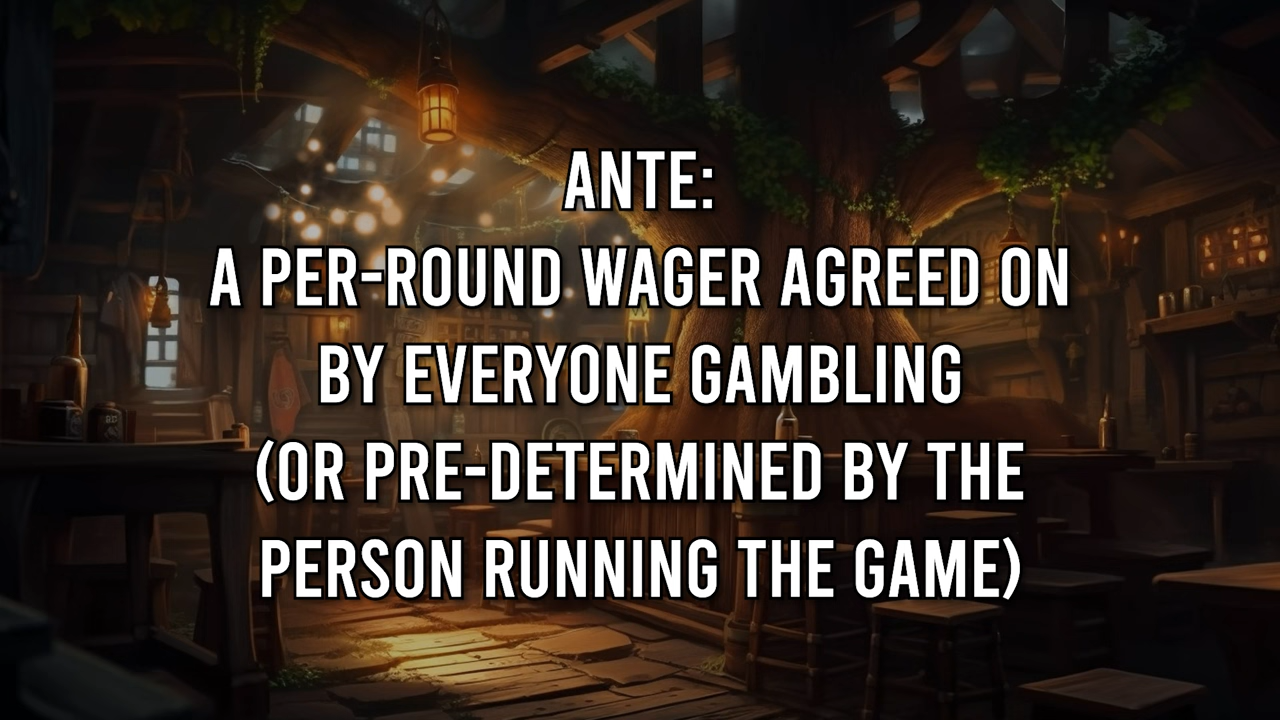 ANTE:
A PER-ROUND WAGER AGREED ON
BY EVERYONE GAMBLING
(OR PRE-DETERMINED BY THE
PERSON RUNNING THE GAME)